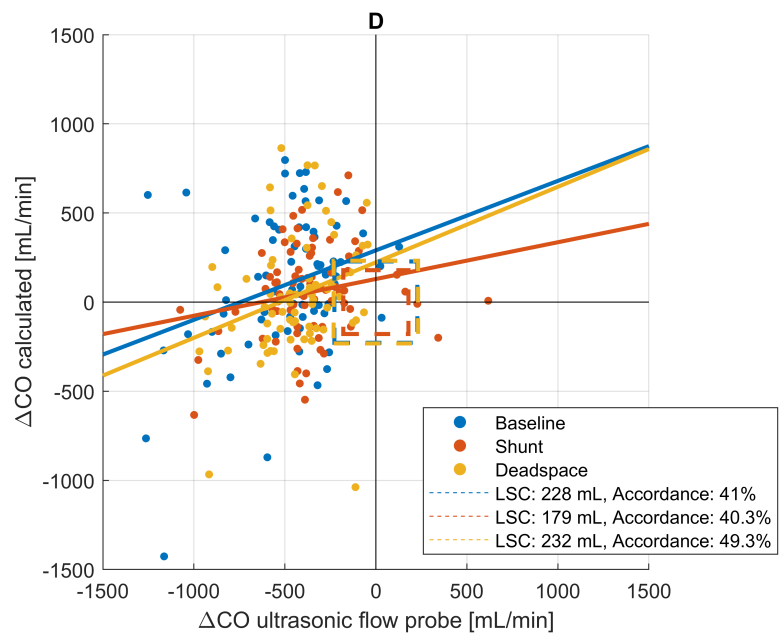 D
1500
1000
500
0
-500
-1000
-1500
-1500
-1000
-500
0
500
1000
1500
ΔCO calculated [mL/min]
ΔCO ultrasonic flow probe [mL/min]
Baseline
Shunt
Deadspace
LSC: 228 mL, Accordance: 41%
LSC: 179 mL, Accordance: 40.3%
LSC: 232 mL, Accordance: 49.3%